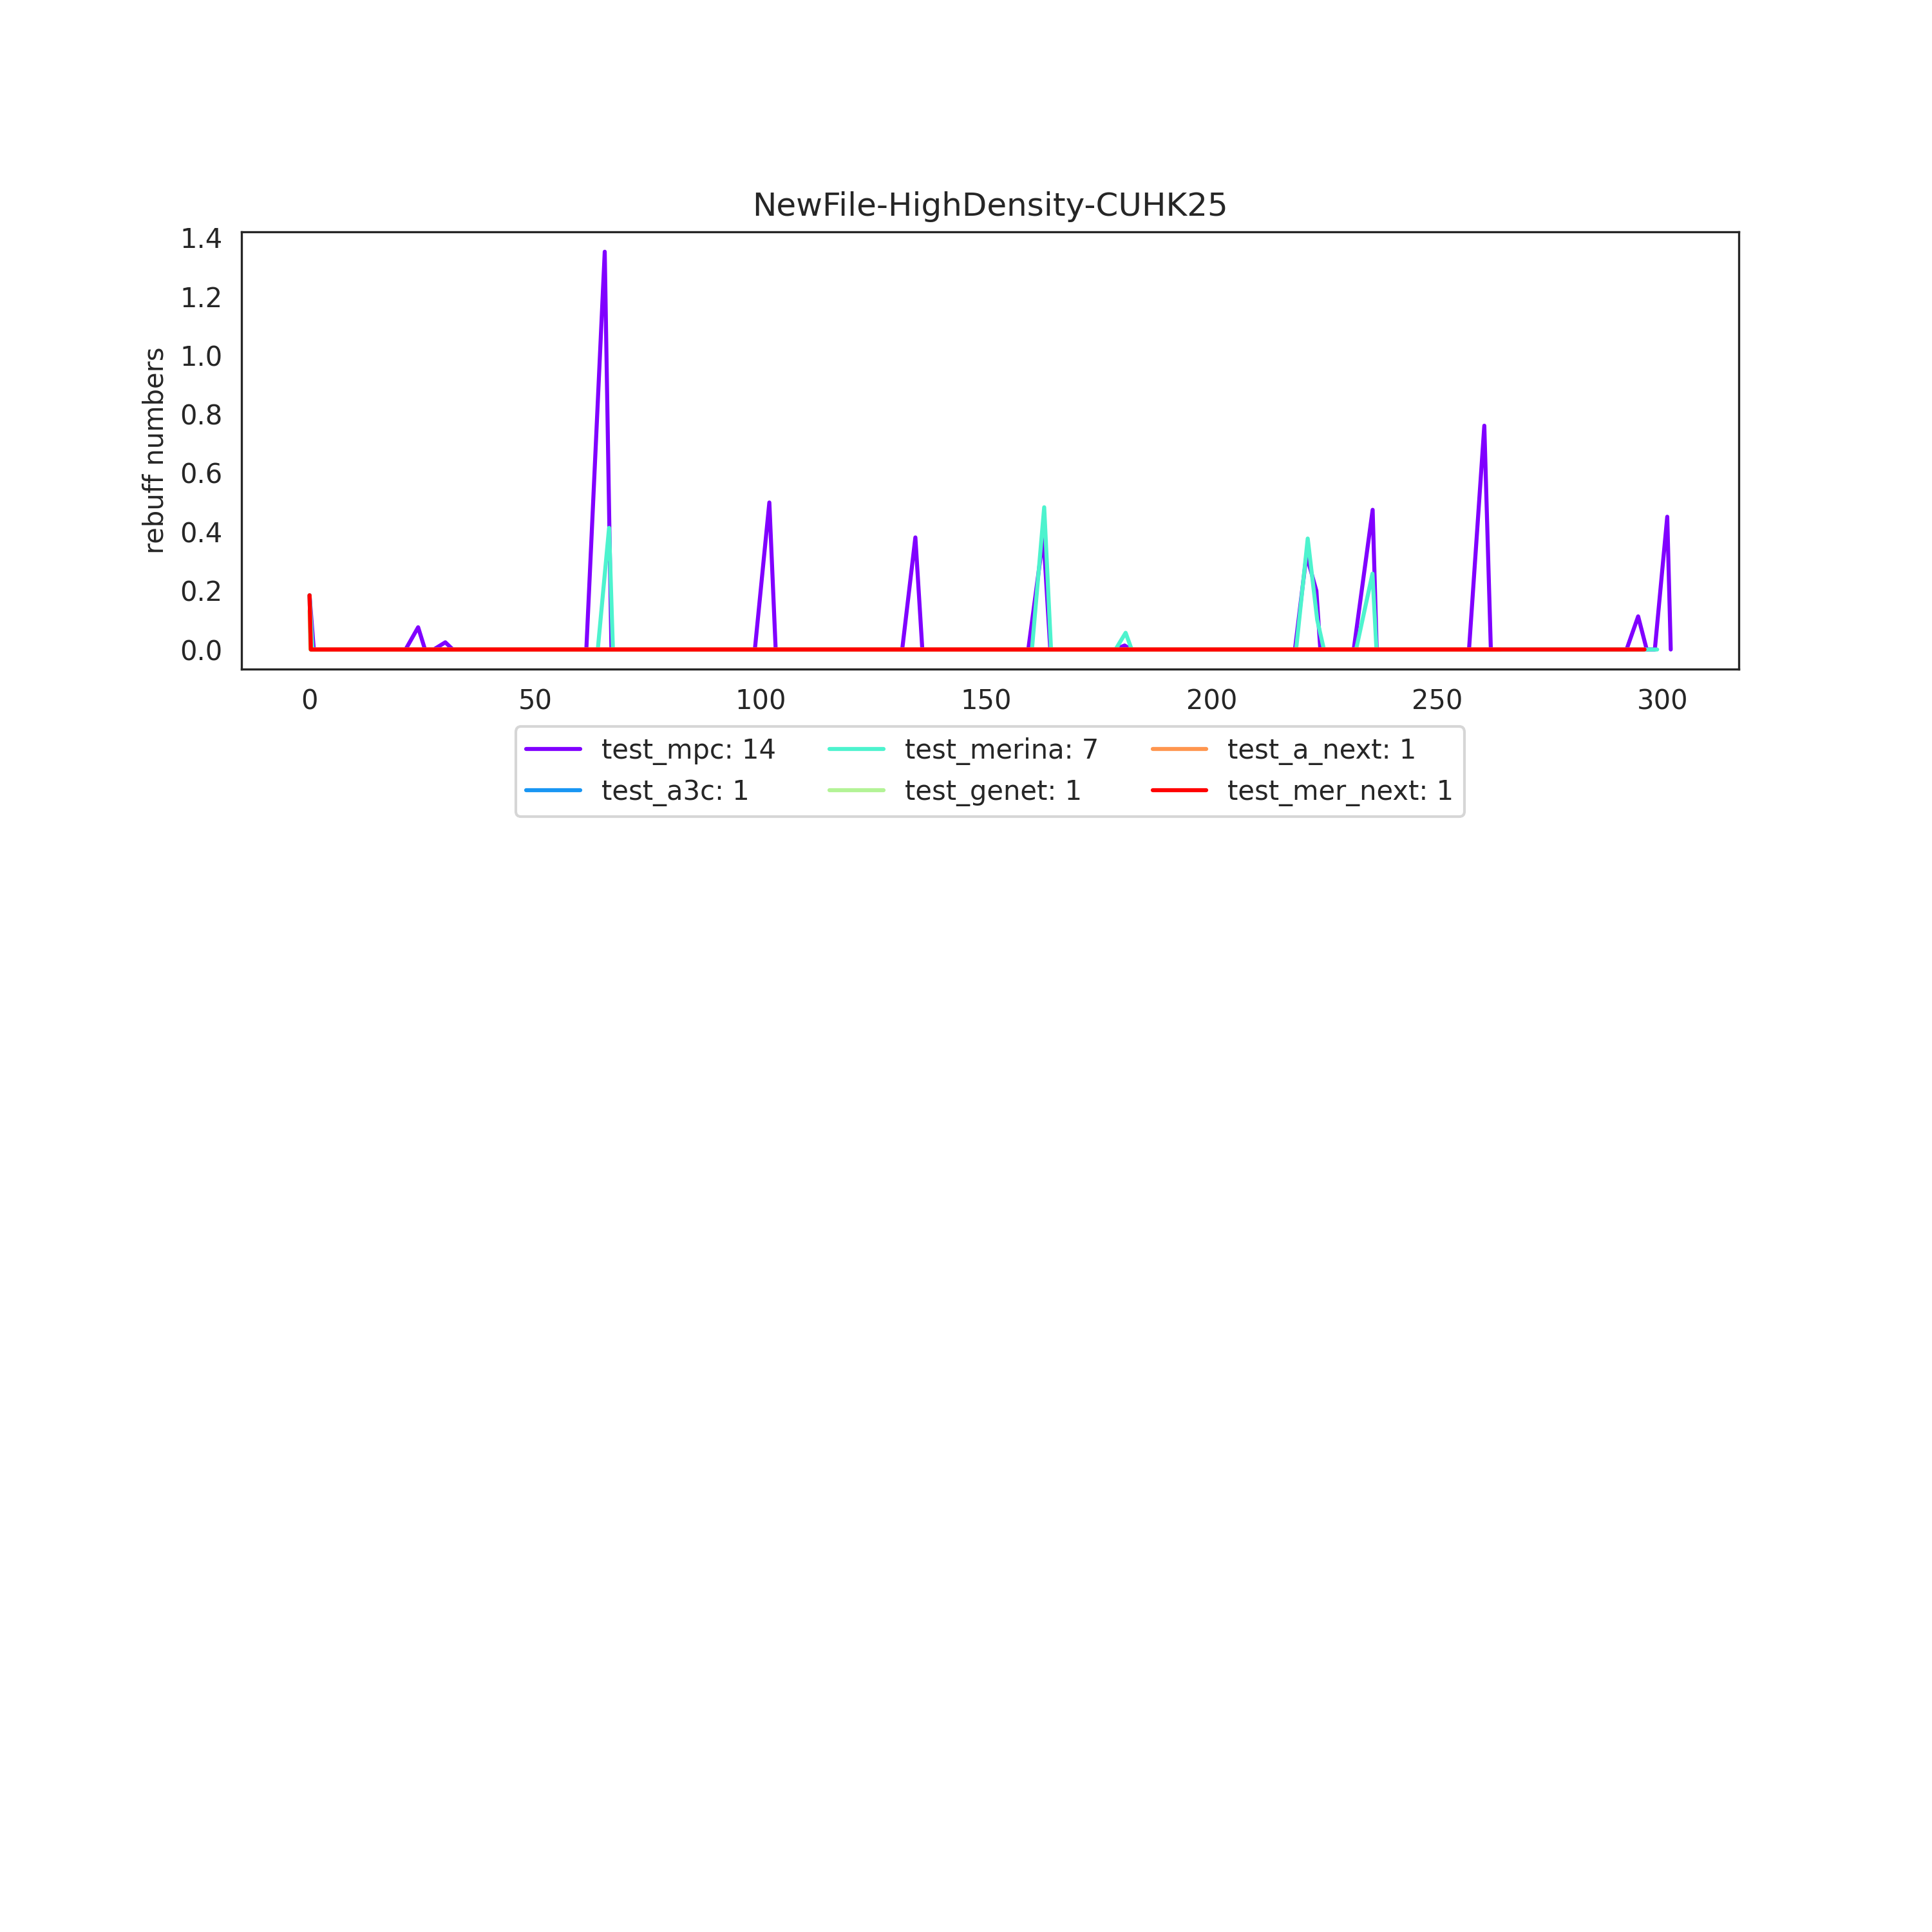 NewFile-HighDensity-CUHK25
1.4
1.2
1.0
0.8
0.6
0.4
0.2
0.0
rebuff numbers
0 50 100 150 200 250 300
test_mpc: 14 test_merina: 7 test_a_next: 1
test_a3c: 1 test_genet: 1 test_mer_next: 1